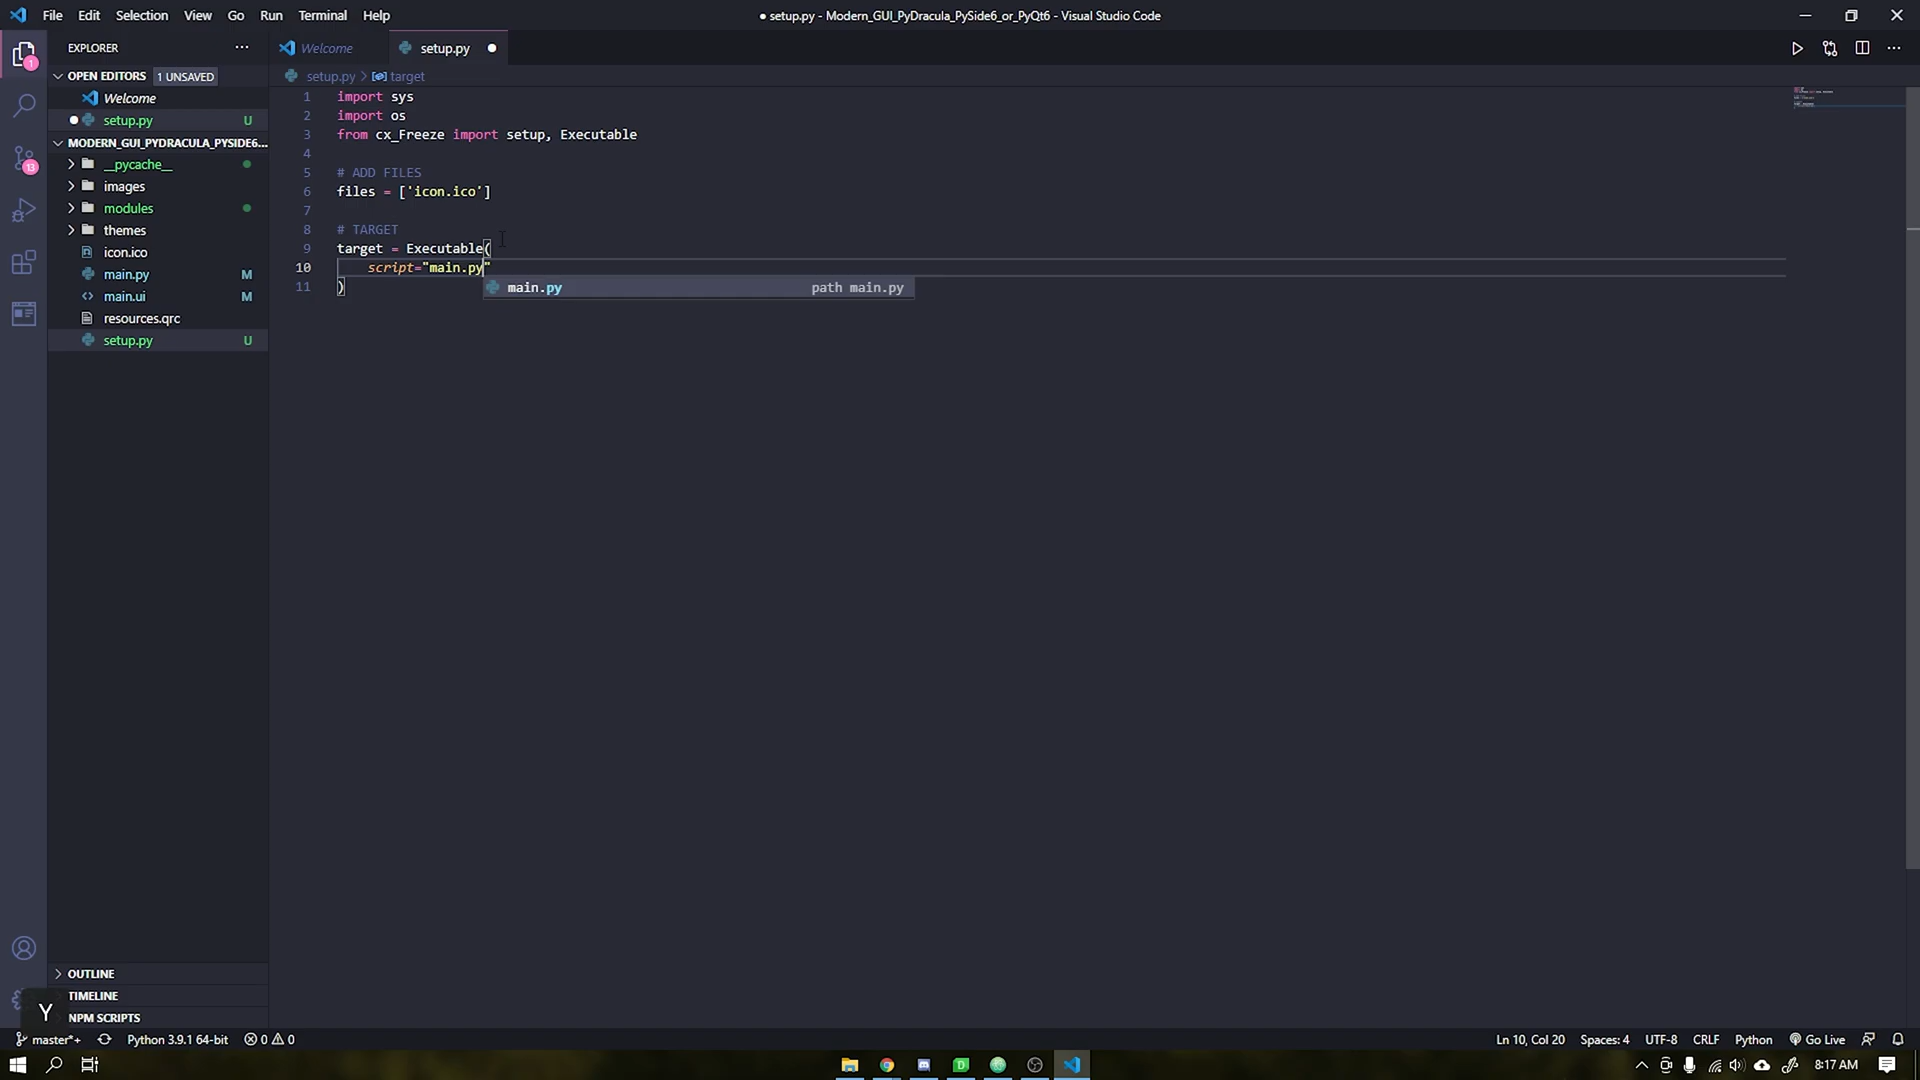 File Edit Selection View Go Run Terminal Help
● setup.py - Modern_GUI_PyDracula_PySide6_or_PyQt6 - Visual Studio Code
EXPLORER
Welcome
setup.py
OPEN EDITORS 1 UNSAVED
Welcome
setup.py U
MODERN_GUI_PYDRACULA_PYSIDE6...
__pycache__
images
modules
themes
icon.ico
main.py M
main.ui M
resources.qrc
setup.py U
setup.py > target
1 import sys
2 import os
3 from cx_Freeze import setup, Executable
4
5 # ADD FILES
6 files = ['icon.ico']
7
8 # TARGET
9 target = Executable(
10 script="main.py"
11 )
main.py path main.py
1
13
OUTLINE
TIMELINE
NPM SCRIPTS
Y
master*+ Python 3.9.1 64-bit 0 0
Ln 10, Col 20 Spaces: 4 UTF-8 CRLF Python Go Live
8:17 AM